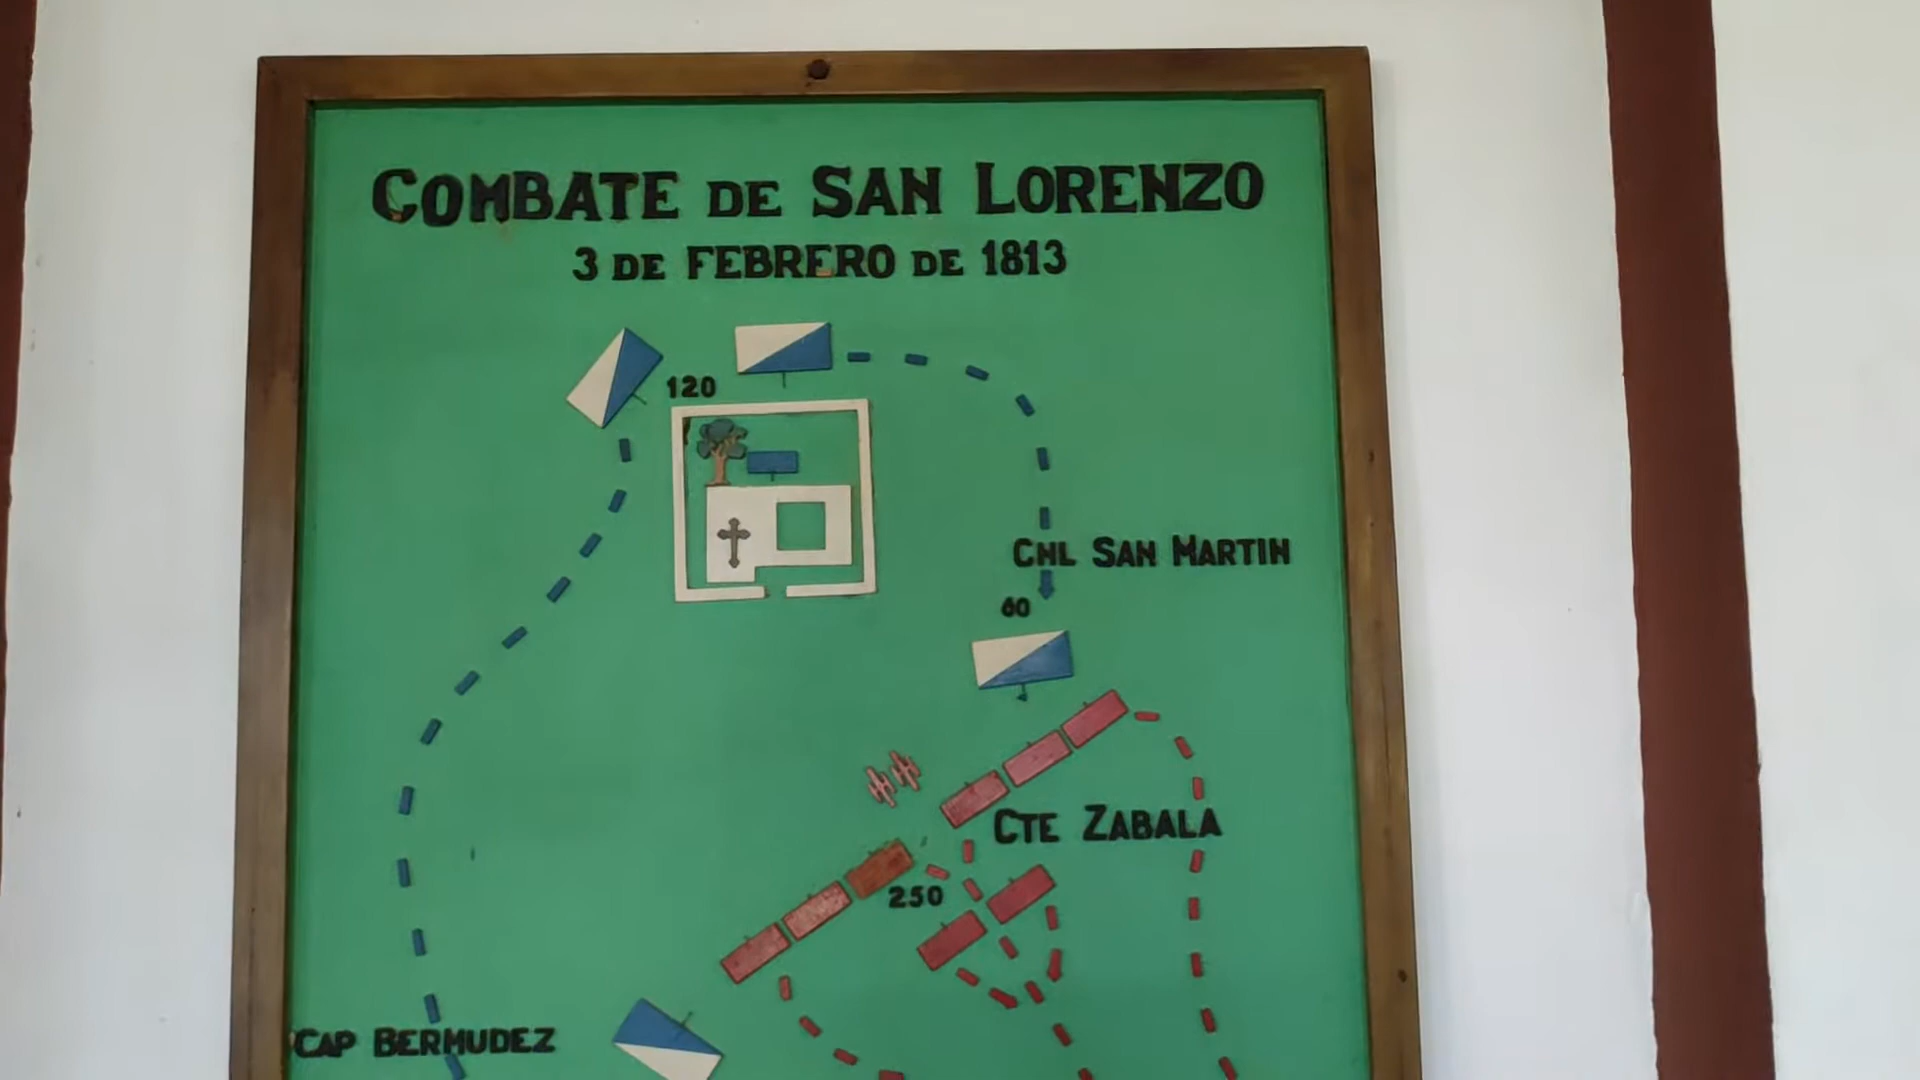 COMBATE DE SAN LORENZO
3 DE FEBRERO DE 1813
120
CNL SAN MARTIN
60
CTE ZABALA
250
CAP BERMUDEZ